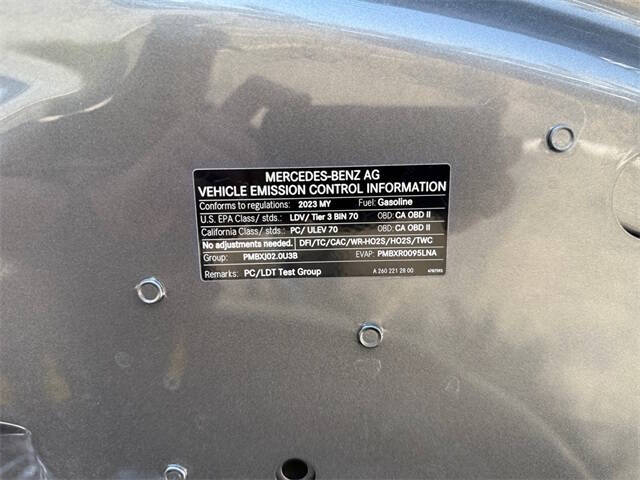 MERCEDES-BENZ AG
VEHICLE EMISSION CONTROL INFORMATION
Conforms to regulations: 2023 MY Fuel: Gasoline
U.S. EPA Class/ stds.: LDV/ Tier 3 BIN 70 OBD: CA OBD II
California Class/ stds.: PC/ ULEV 70 OBD: CA OBD II
No adjustments needed. DFI/TC/CAC/WR-HO2S/HO2S/TWC
Group: PMBXJ02.0U3B EVAP: PMBXR0095LNA
Remarks: PC/LDT Test Group A 260 221 28 00